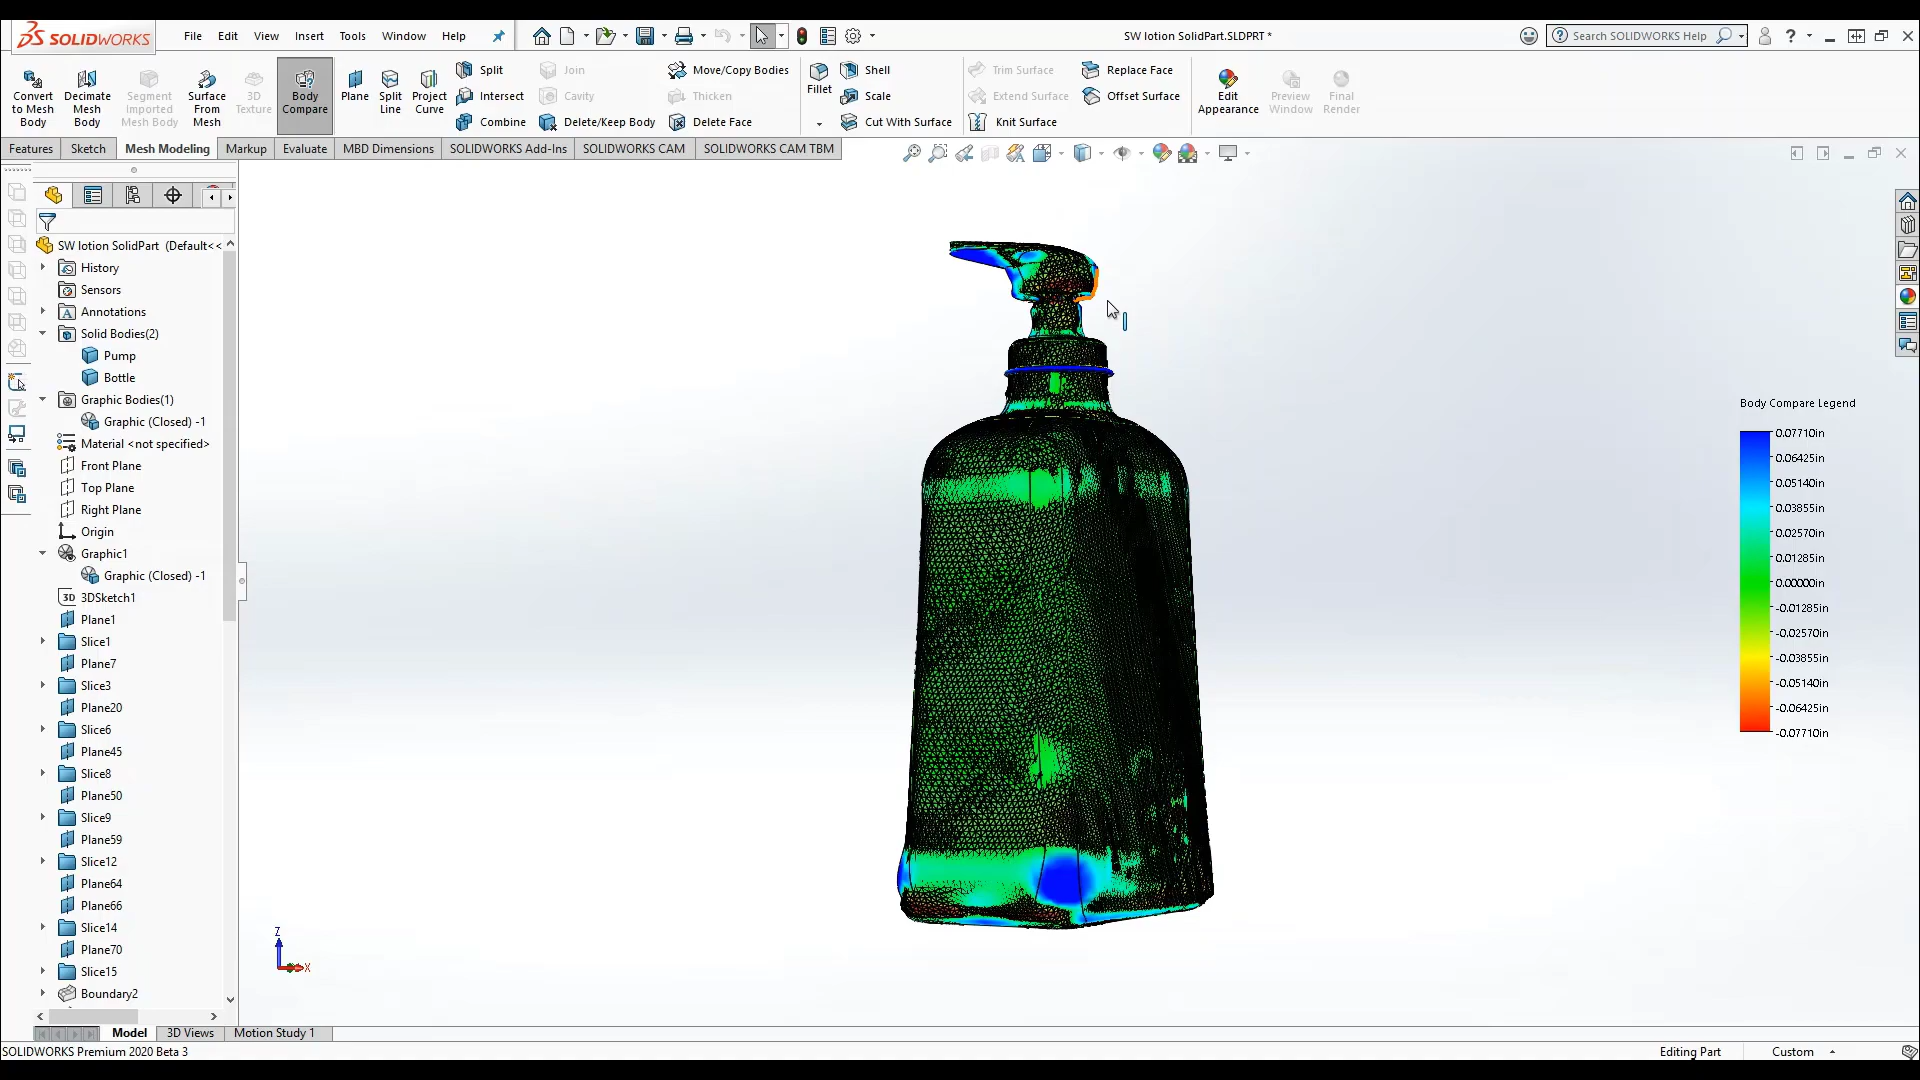 SOLIDWORKS
File Edit View Insert Tools Window Help
SW lotion SolidPart.SLDPRT *
Search SOLIDWORKS Help
Convert to Mesh Body
Decimate Mesh Body
Segment Imported Mesh Body
Surface From Mesh
3D Texture
Body Compare
Plane
Split Line
Project Curve
Split
Intersect
Combine
Join
Cavity
Delete/Keep Body
Move/Copy Bodies
Thicken
Delete Face
Fillet
Shell
Scale
Cut With Surface
Trim Surface
Extend Surface
Knit Surface
Replace Face
Offset Surface
Edit Appearance
Preview Window
Final Render
Features Sketch Mesh Modeling Markup Evaluate MBD Dimensions SOLIDWORKS Add-Ins SOLIDWORKS CAM SOLIDWORKS CAM TBM
SW lotion SolidPart (Default<<
History
Sensors
Annotations
Solid Bodies(2)
Pump
Bottle
Graphic Bodies(1)
Graphic (Closed) -1
Material <not specified>
Front Plane
Top Plane
Right Plane
Origin
Graphic1
Graphic (Closed) -1
3D 3DSketch1
Plane1
Slice1
Plane7
Slice3
Plane20
Slice6
Plane45
Slice8
Plane50
Slice9
Plane59
Slice12
Plane64
Plane66
Slice14
Plane70
Slice15
Boundary2
Z
X
Body Compare Legend
0.07710in
0.06425in
0.05140in
0.03855in
0.02570in
0.01285in
0.00000in
-0.01285in
-0.02570in
-0.03855in
-0.05140in
-0.06425in
-0.07710in
Model 3D Views Motion Study 1
SOLIDWORKS Premium 2020 Beta 3
Editing Part
Custom